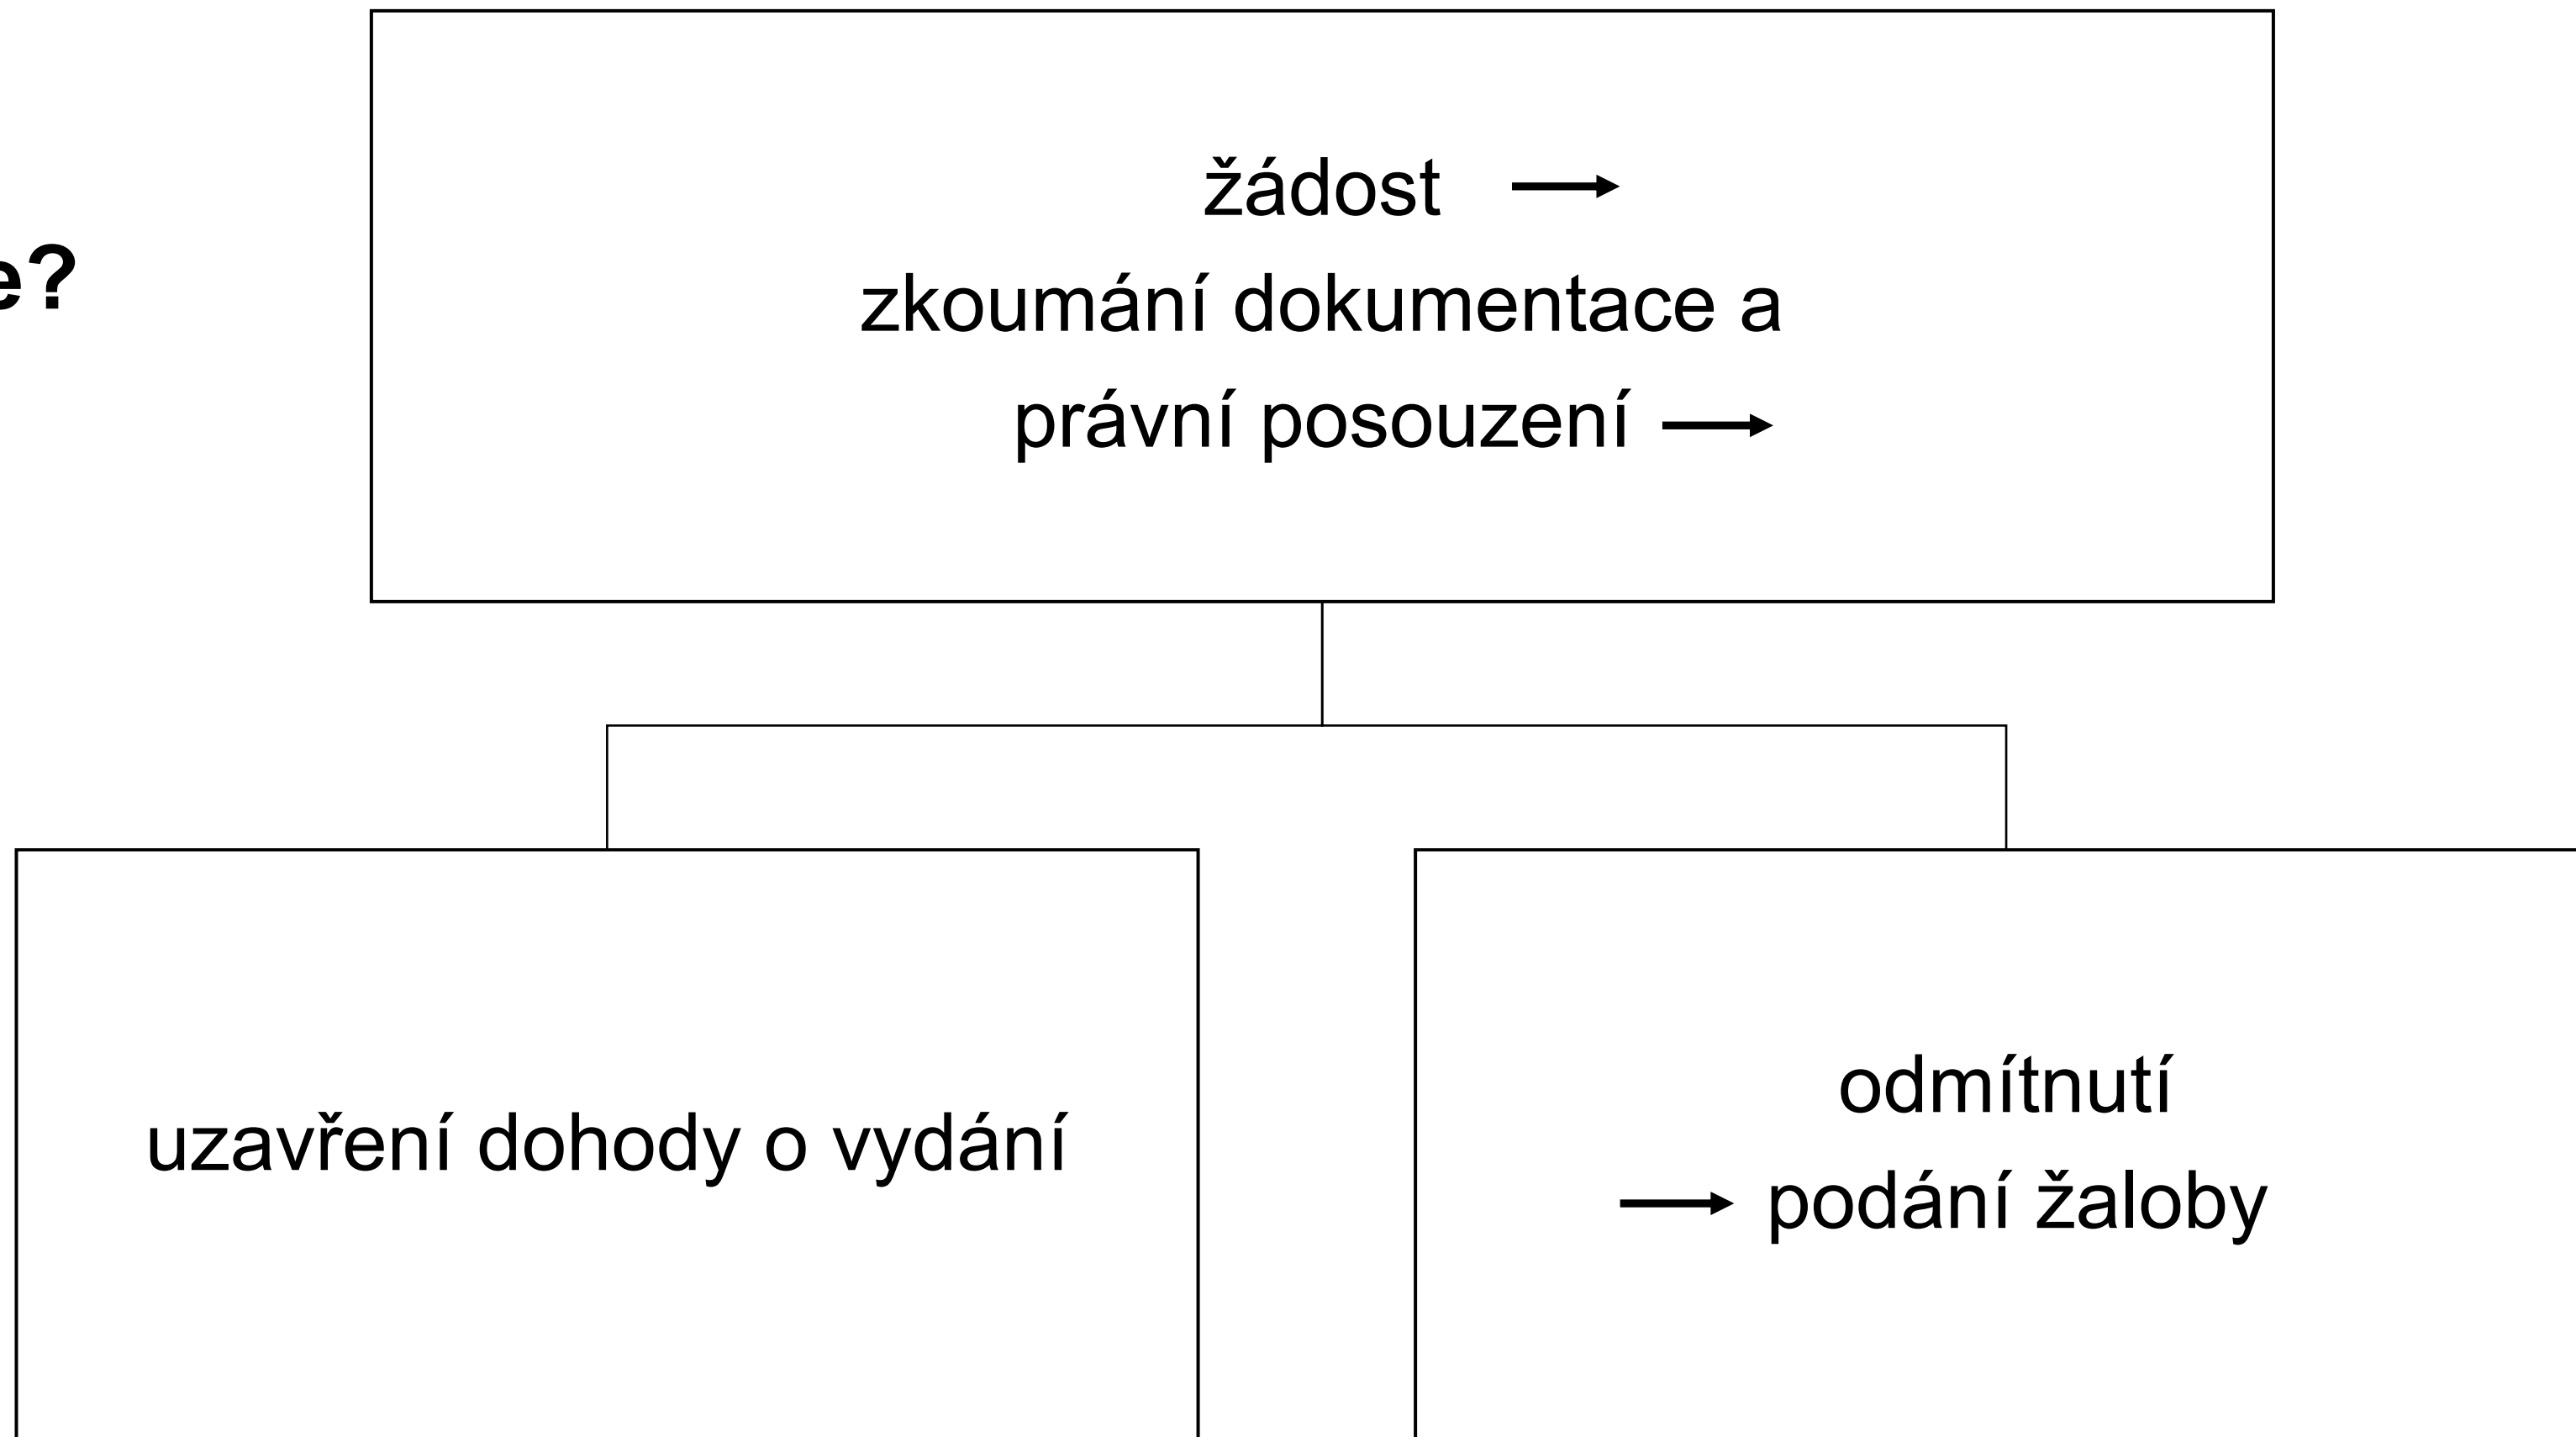 e?
žádost →
zkoumání dokumentace a
právní posouzení →
uzavření dohody o vydání
odmítnutí
→ podání žaloby